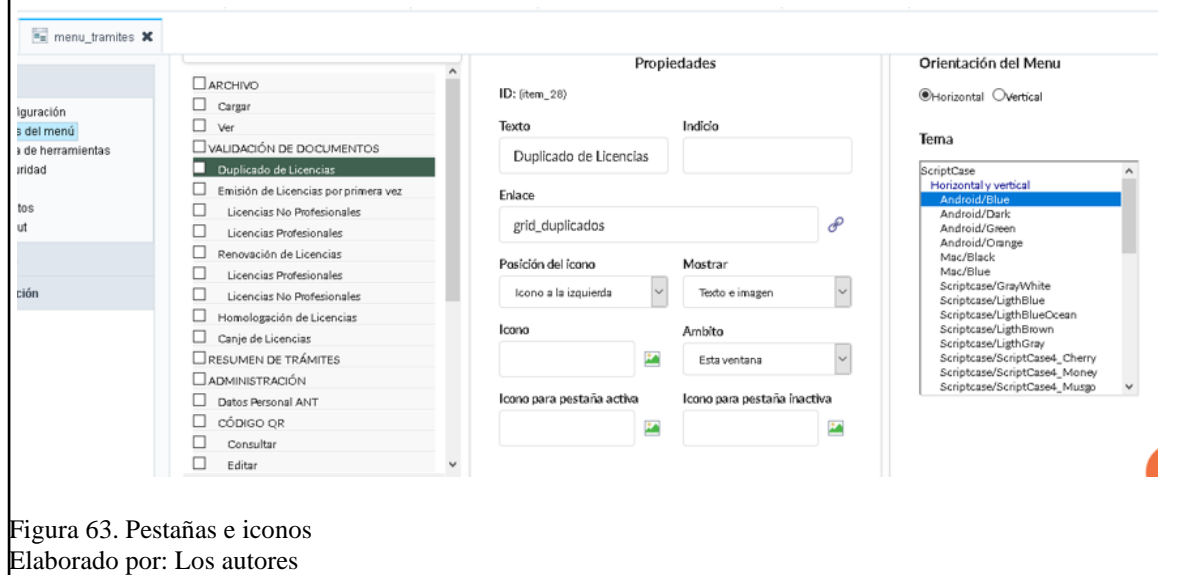 menu_tramites ✖
iguración
s del menú
a de herramientas
uridad
tos
ut
ción
ARCHIVO
Cargar
Ver
VALIDACIÓN DE DOCUMENTOS
Duplicado de Licencias
Emisión de Licencias por primera vez
Licencias No Profesionales
Licencias Profesionales
Renovación de Licencias
Licencias Profesionales
Licencias No Profesionales
Homologación de Licencias
Canje de Licencias
RESUMEN DE TRÁMITES
ADMINISTRACIÓN
Datos Personal ANT
CÓDIGO QR
Consultar
Editar
Propiedades
ID: (item_28)
Texto Indicio
Duplicado de Licencias
Enlace
grid_duplicados
Posición del ícono Mostrar
Icono a la izquierda Texto e imagen
Icono Ambito
Esta ventana
Icono para pestaña activa Icono para pestaña inactiva
Orientación del Menu
Horizontal Vertical
Tema
ScriptCase
Horizontal y vertical
Android/Blue
Android/Dark
Android/Green
Android/Orange
Mac/Black
Mac/Blue
Scriptcase/GrayWhite
Scriptcase/LigthBlue
Scriptcase/LigthBlueOcean
Scriptcase/LigthBrown
Scriptcase/LigthGray
Scriptcase/ScriptCase4_Cherry
Scriptcase/ScriptCase4_Money
Scriptcase/ScriptCase4_Musgo
Figura 63. Pestañas e iconos
Elaborado por: Los autores